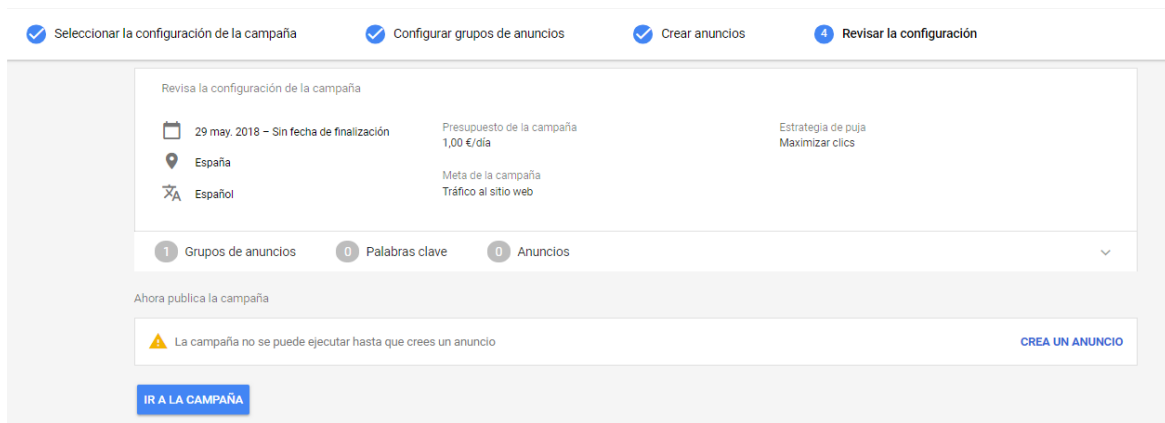 Seleccionar la configuración de la campaña Configurar grupos de anuncios Crear anuncios 4 Revisar la configuración
Revisa la configuración de la campaña
29 may. 2018 – Sin fecha de finalización
España
Español
Presupuesto de la campaña
1,00 €/día
Meta de la campaña
Tráfico al sitio web
Estrategia de puja
Maximizar clics
1 Grupos de anuncios 0 Palabras clave 0 Anuncios
Ahora publica la campaña
La campaña no se puede ejecutar hasta que crees un anuncio CREA UN ANUNCIO
IR A LA CAMPAÑA